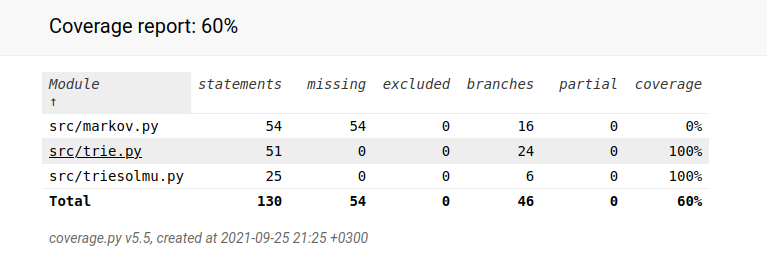 Coverage report: 60%
Module ↑ statements missing excluded branches partial coverage
src/markov.py 54 54 0 16 0 0%
src/trie.py 51 0 0 24 0 100%
src/triesolmu.py 25 0 0 6 0 100%
Total 130 54 0 46 0 60%
coverage.py v5.5, created at 2021-09-25 21:25 +0300